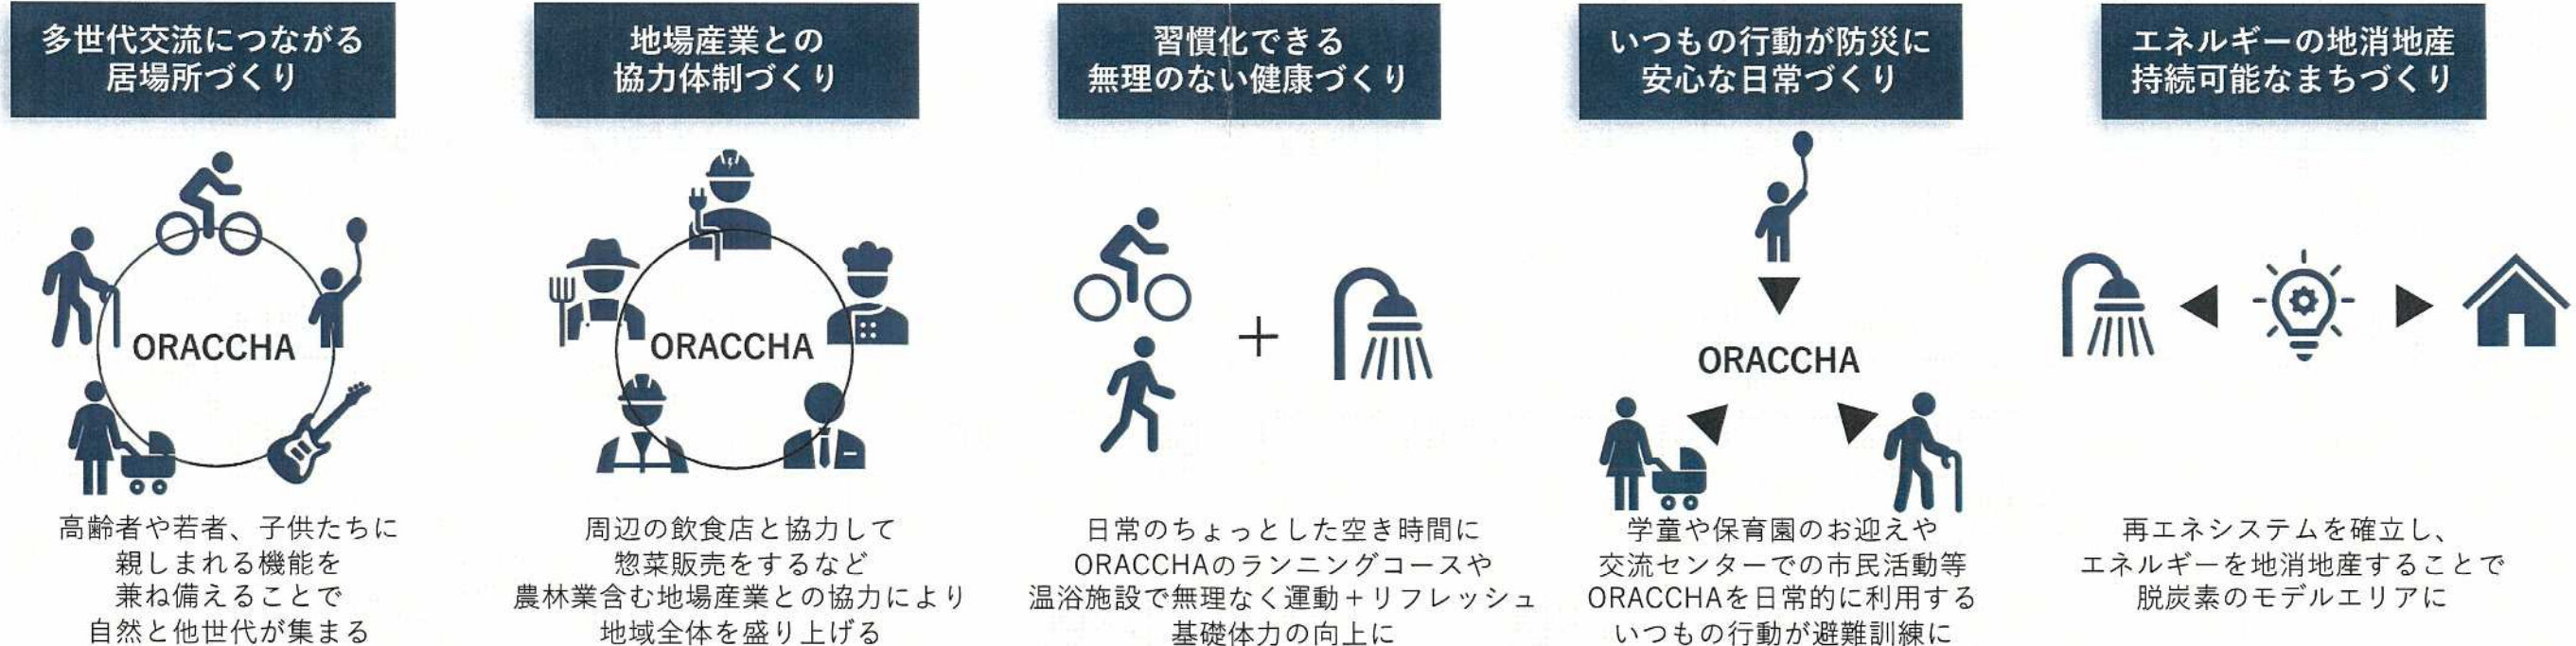 多世代交流につながる
居場所づくり
ORACCHA
高齢者や若者、子供たちに
親しまれる機能を
兼ね備えることで
自然と他世代が集まる
地場産業との
協力体制づくり
ORACCHA
周辺の飲食店と協力して
惣菜販売をするなど
農林業含む地場産業との協力により
地域全体を盛り上げる
習慣化できる
無理のない健康づくり
日常のちょっとした空き時間に
ORACCHAのランニングコースや
温浴施設で無理なく運動＋リフレッシュ
基礎体力の向上に
いつもの行動が防災に
安心な日常づくり
ORACCHA
学童や保育園のお迎えや
交流センターでの市民活動等
ORACCHAを日常的に利用する
いつもの行動が避難訓練に
エネルギーの地消地産
持続可能なまちづくり
再エネシステムを確立し、
エネルギーを地消地産することで
脱炭素のモデルエリアに